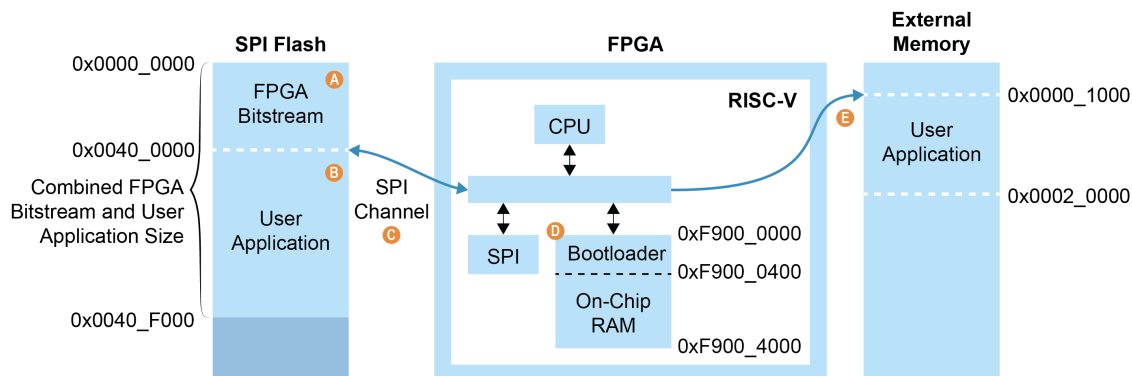 SPI Flash
0x0000_0000
A
FPGA
Bitstream
0x0040_0000
B
Combined FPGA
Bitstream and User
Application Size
User
Application
0x0040_F000
SPI
Channel
C
FPGA
RISC-V
CPU
SPI
D
Bootloader
On-Chip
RAM
0xF900_0000
0xF900_0400
0xF900_4000
E
External
Memory
0x0000_1000
User
Application
0x0002_0000